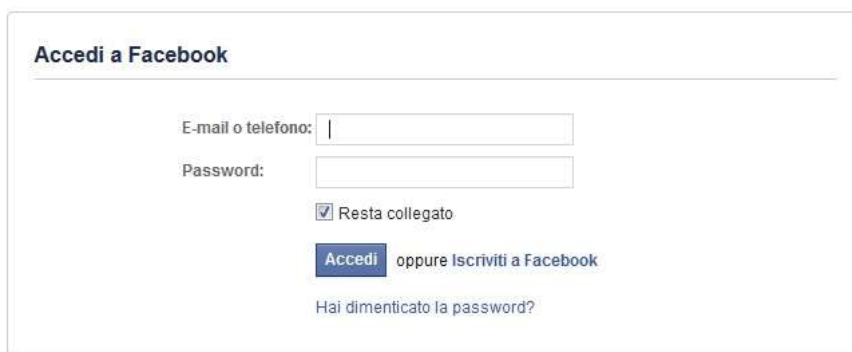 Accedi a Facebook
E-mail o telefono:
Password:
Resta collegato
Accedi oppure Iscriviti a Facebook
Hai dimenticato la password?